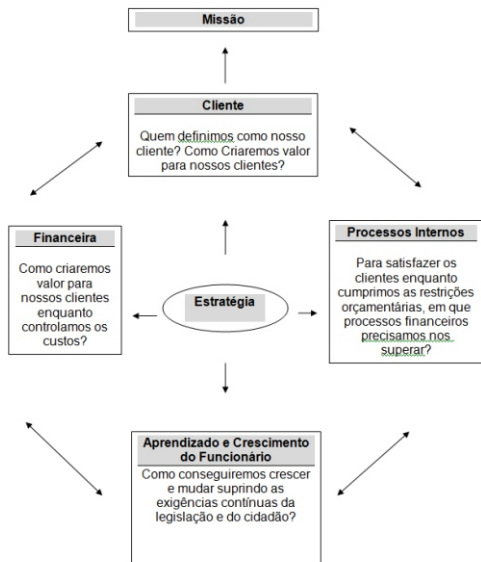 Missão
Cliente
Quem definimos como nosso
cliente? Como Criaremos valor
para nossos clientes?
Financeira
Como criaremos
valor para
nossos clientes
enquanto
controlamos os
custos?
Estratégia
Processos Internos
Para satisfazer os
clientes enquanto
cumprimos as restrições
orçamentárias, em que
processos financeiros
precisamos nos
superar?
Aprendizado e Crescimento
do Funcionário
Como conseguiremos crescer
e mudar suprindo as
exigências contínuas da
legislação e do cidadão?